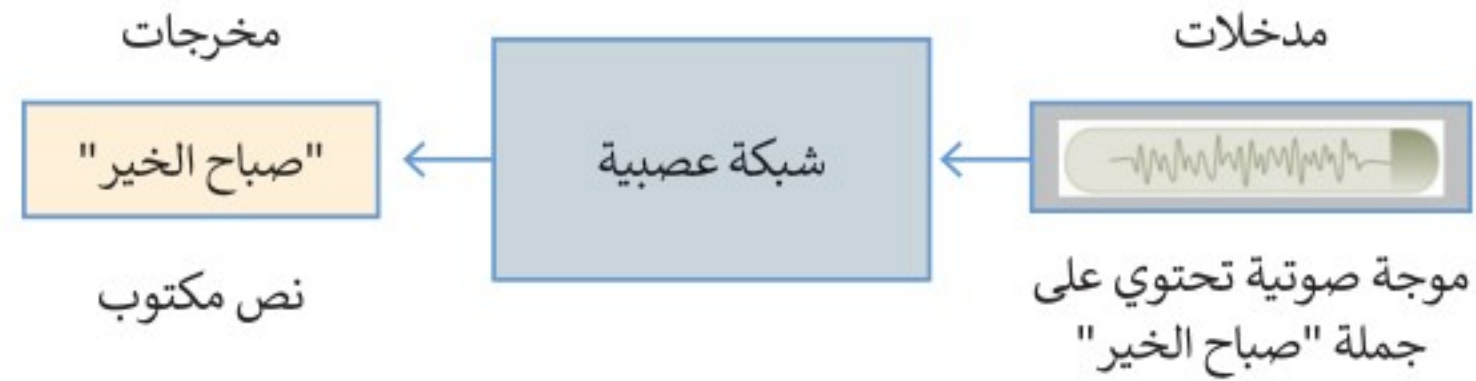 مدخلات
موجة صوتية تحتوي على
جملة "صباح الخير"
شبكة عصبية
مخرجات
"صباح الخير"
نص مكتوب